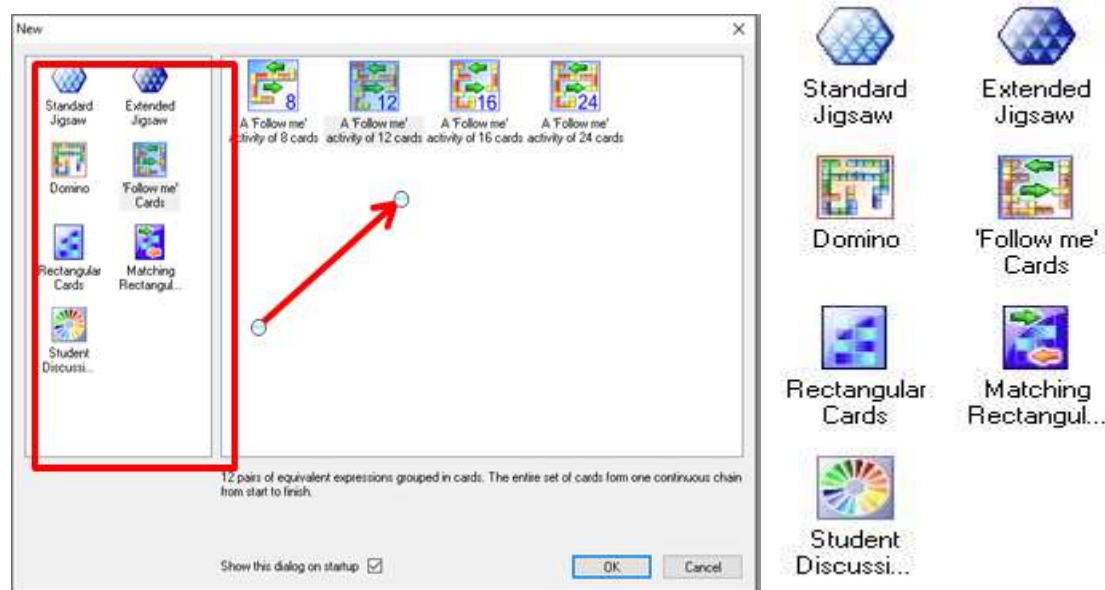 New
Standard
Jigsaw
Extended
Jigsaw
Domino
'Follow me'
Cards
Rectangular
Cards
Matching
Rectangul...
Student
Discussi...
8
12
16
24
A 'Follow me'
activity of 8 cards
A 'Follow me'
activity of 12 cards
A 'Follow me'
activity of 16 cards
A 'Follow me'
activity of 24 cards
12 pairs of equivalent expressions grouped in cards. The entire set of cards form one continuous chain
from start to finish.
Show this dialog on startup
OK
Cancel
Standard
Jigsaw
Extended
Jigsaw
Domino
'Follow me'
Cards
Rectangular
Cards
Matching
Rectangul...
Student
Discussi...